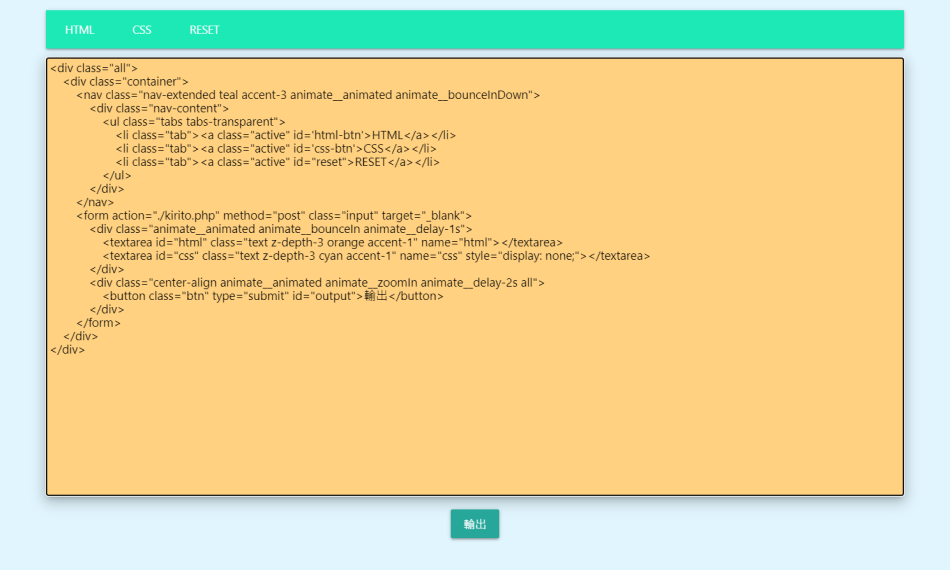 HTML CSS RESET
<div class="all">
<div class="container">
<nav class="nav-extended teal accent-3 animate__animated animate__bounceInDown">
<div class="nav-content">
<ul class="tabs tabs-transparent">
<li class="tab"><a class="active" id='html-btn'>HTML</a></li>
<li class="tab"><a class="active" id='css-btn'>CSS</a></li>
<li class="tab"><a class="active" id="reset">RESET</a></li>
</ul>
</div>
</nav>
<form action="./kirito.php" method="post" class="input" target="_blank">
<div class="animate__animated animate__bounceIn animate__delay-1s">
<textarea id="html" class="text z-depth-3 orange accent-1" name="html"></textarea>
<textarea id="css" class="text z-depth-3 cyan accent-1" name="css" style="display: none;"></textarea>
</div>
<div class="center-align animate__animated animate__zoomIn animate__delay-2s all">
<button class="btn" type="submit" id="output">輸出</button>
</div>
</form>
</div>
</div>
輸出